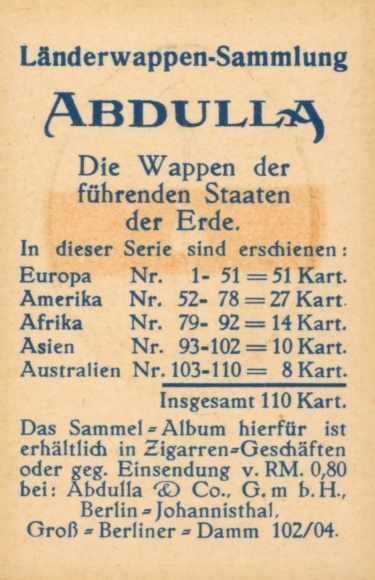 Länderwappen-Sammlung
ABDULLA
Die Wappen der
führenden Staaten
der Erde.
In dieser Serie sind erschienen:
Europa Nr. 1- 51 = 51 Kart.
Amerika Nr. 52- 78 = 27 Kart.
Afrika Nr. 79- 92 = 14 Kart.
Asien Nr. 93-102 = 10 Kart.
Australien Nr. 103-110 = 8 Kart.
Insgesamt 110 Kart.
Das Sammel=Album hierfür ist
erhältlich in Zigarren=Geschäften
oder geg. Einsendung v. RM. 0,80
bei: Abdulla & Co., G. m b. H.,
Berlin=Johannisthal,
Groß=Berliner=Damm 102/04.